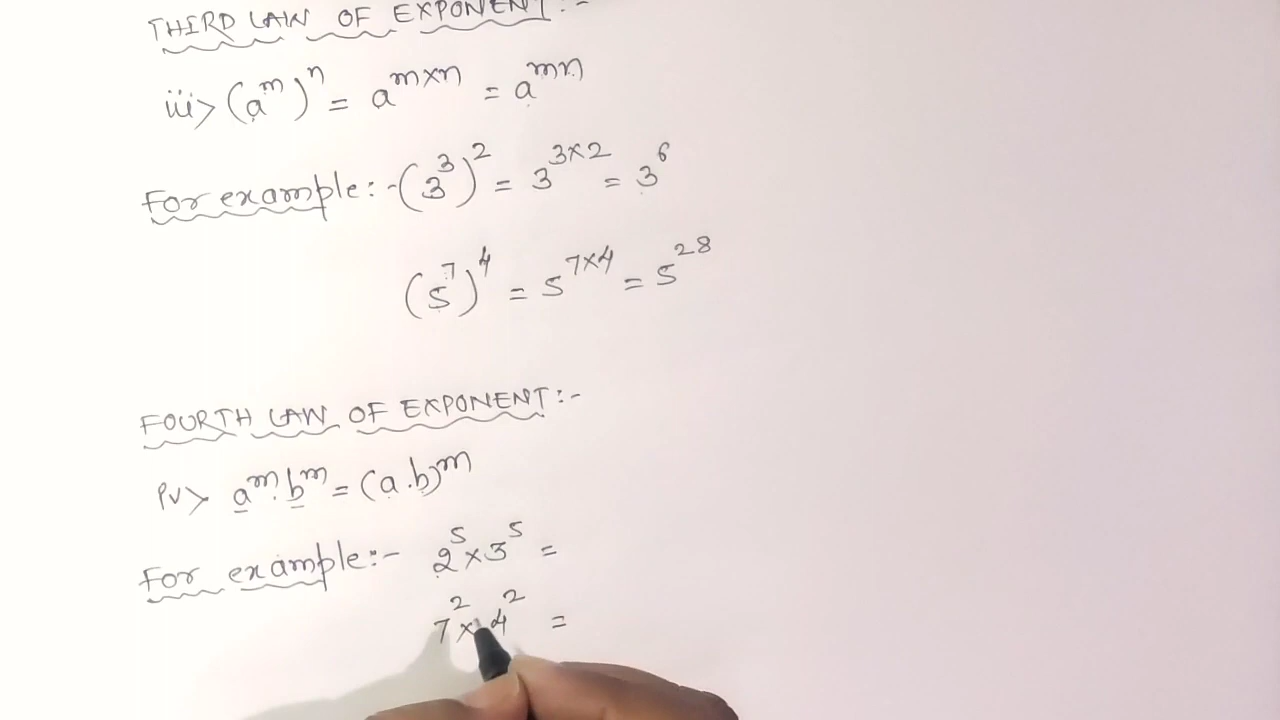 THIRD LAW OF EXPONENT:-
iii> (a^m)^n = a^{m×n} = a^{mn}
For example:- (3^3)^2 = 3^{3×2} = 3^6
(5^7)^4 = 5^{7×4} = 5^{28}
FOURTH LAW OF EXPONENT:-
iv> a^m . b^m = (a.b)^m
For example:- 2^5 × 3^5 =
7^2 × 4^2 =